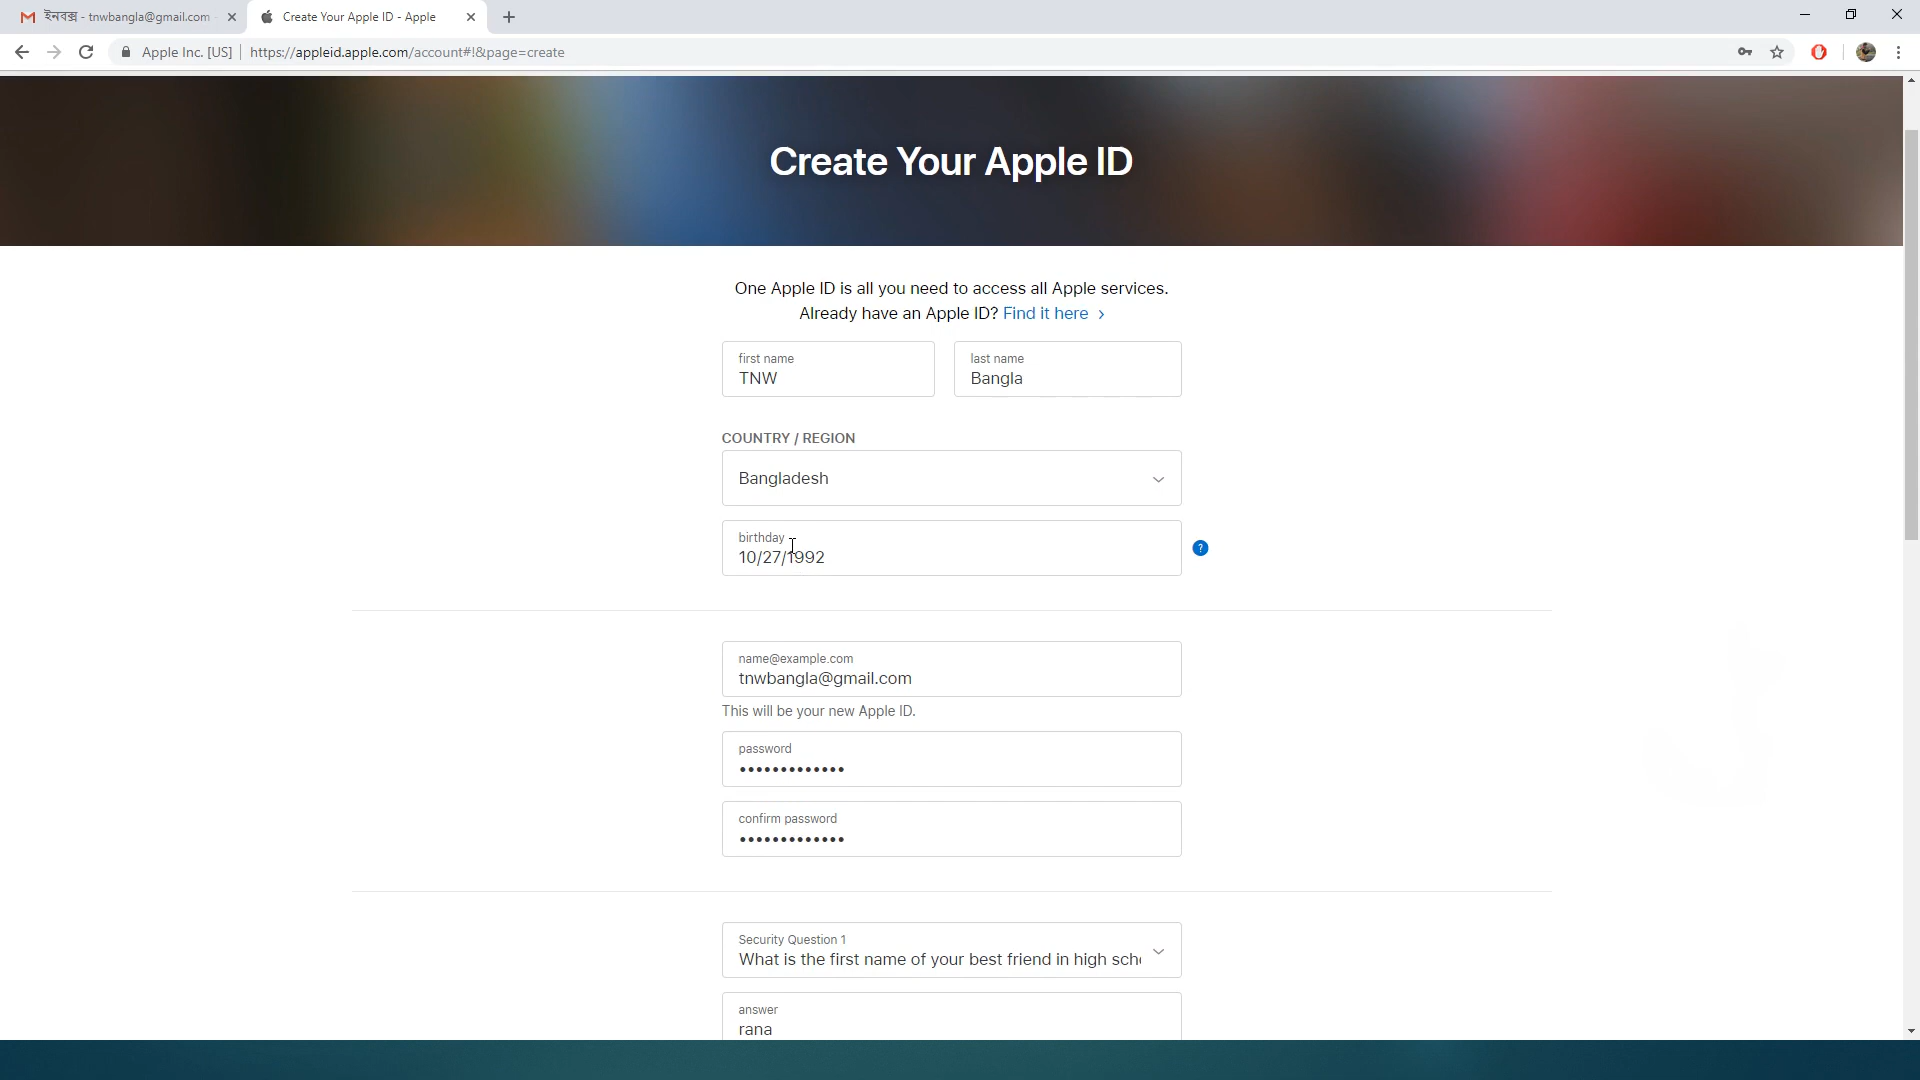 ইনবক্স - tnwbangla@gmail.com
Create Your Apple ID - Apple
Apple Inc. [US]
https://appleid.apple.com/account#!&page=create
Create Your Apple ID
One Apple ID is all you need to access all Apple services.
Already have an Apple ID? Find it here
first name
TNW
last name
Bangla
COUNTRY / REGION
Bangladesh
birthday
10/27/1992
?
name@example.com
tnwbangla@gmail.com
This will be your new Apple ID.
password
•••••••••••••
confirm password
•••••••••••••
Security Question 1
What is the first name of your best friend in high sch
answer
rana